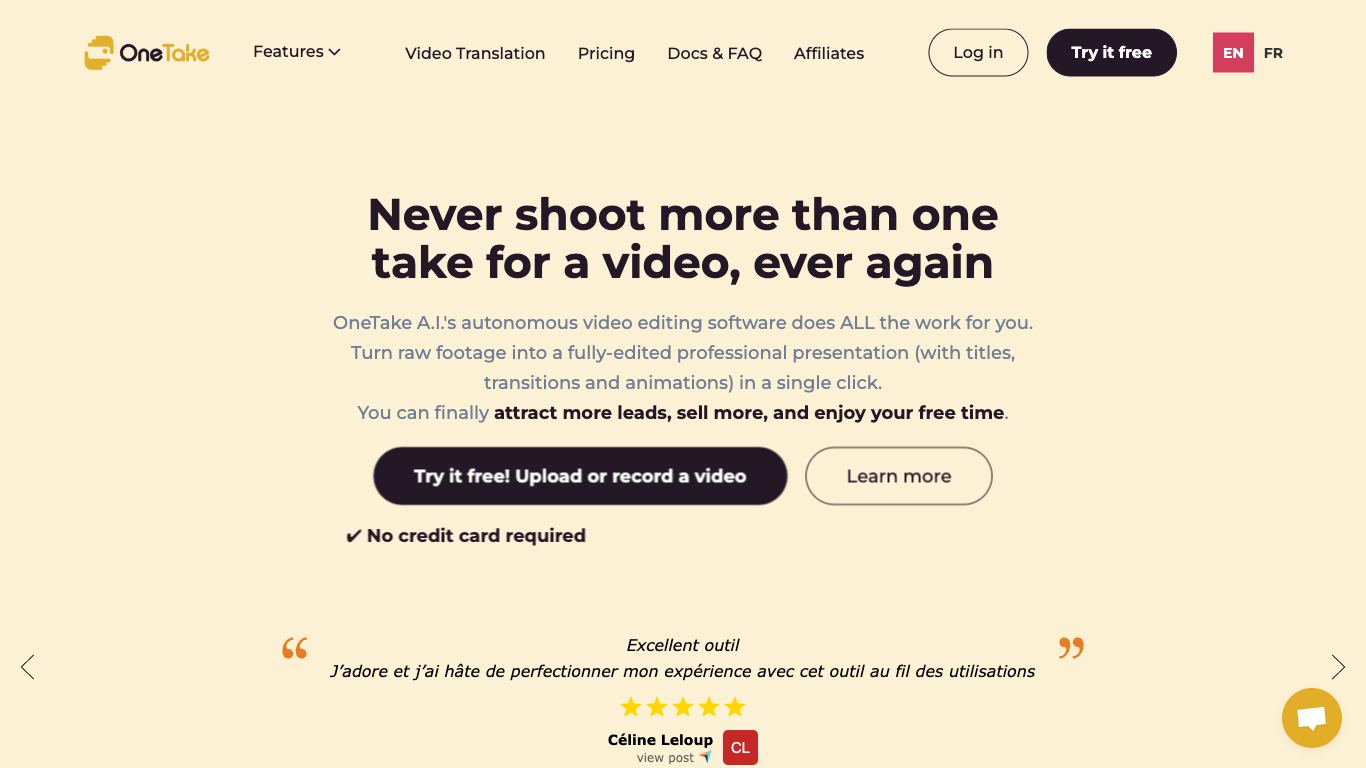 OneTake
Features
Video Translation
Pricing
Docs & FAQ
Affiliates
Log in
Try it free
EN
FR
Never shoot more than one
take for a video, ever again
OneTake A.I.'s autonomous video editing software does ALL the work for you.
Turn raw footage into a fully-edited professional presentation (with titles,
transitions and animations) in a single click.
You can finally attract more leads, sell more, and enjoy your free time.
Try it free! Upload or record a video
Learn more
✔ No credit card required
“ ”
Excellent outil
J’adore et j’ai hâte de perfectionner mon expérience avec cet outil au fil des utilisations
Céline Leloup
view post
CL